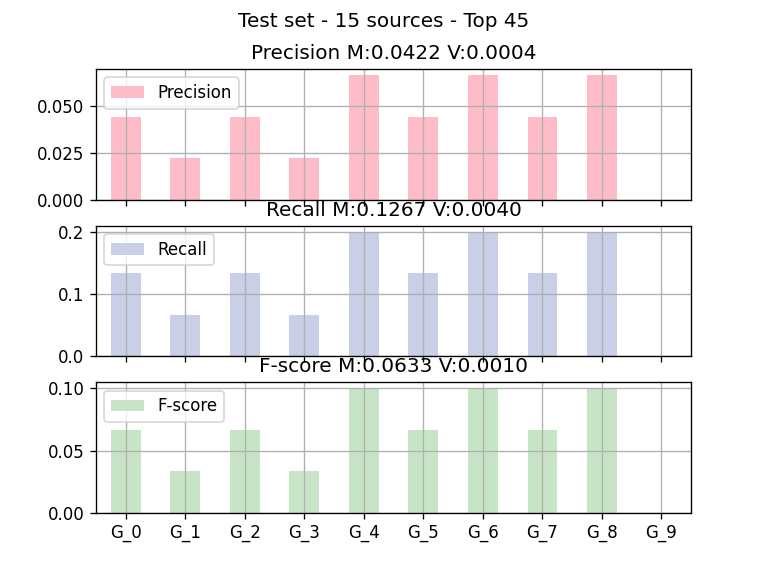 Test set - 15 sources - Top 45
Precision M:0.0422 V:0.0004
Precision
0.050
0.025
0.000
Recall M:0.1267 V:0.0040
Recall
0.2
0.1
0.0
F-score M:0.0633 V:0.0010
F-score
0.10
0.05
0.00
G_0 G_1 G_2 G_3 G_4 G_5 G_6 G_7 G_8 G_9